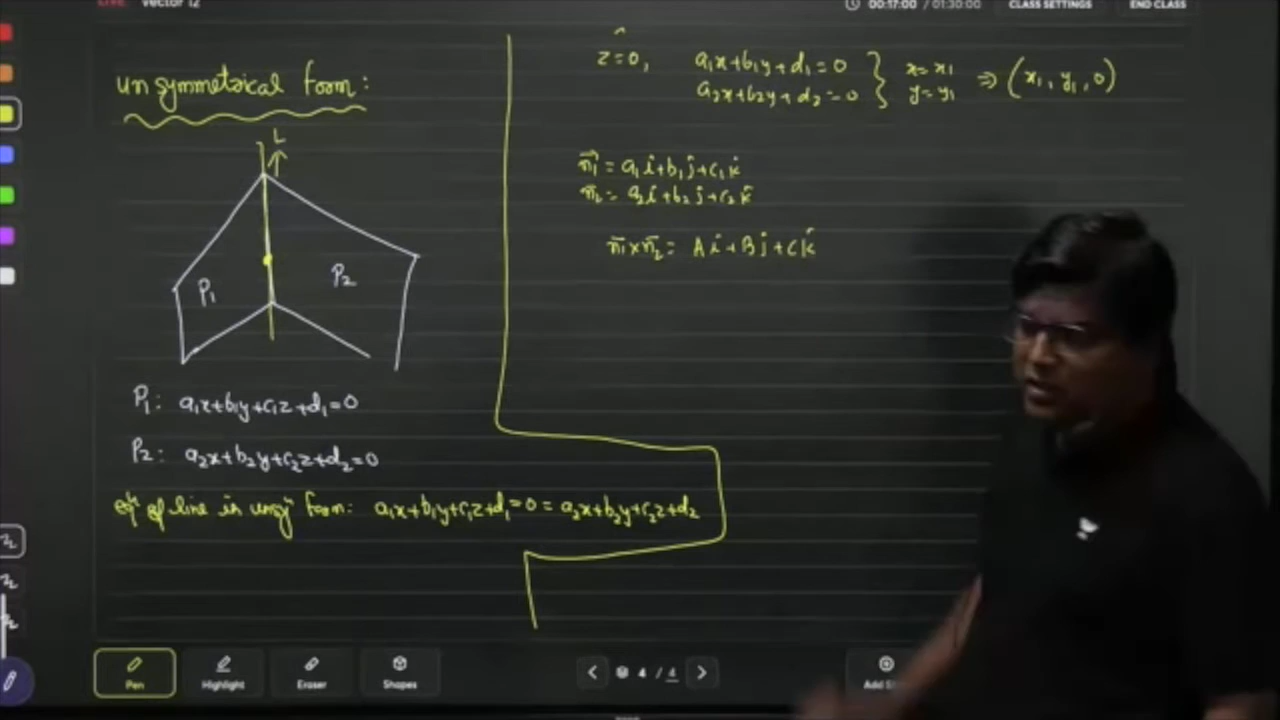 LIVE Vector 12
00:17:00 / 01:30:00 CLASS SETTINGS END CLASS
unsymmetrical form:
L
P₁
P₂
P₁: a₁x+b₁y+c₁z+d₁=0
P₂: a₂x+b₂y+c₂z+d₂=0
eqⁿ of line in unsyᵐ form: a₁x+b₁y+c₁z+d₁=0=a₂x+b₂y+c₂z+d₂
z=0, a₁x+b₁y+d₁=0 } x=x₁ ⇒ (x₁, y₁, 0)
a₂x+b₂y+d₂=0 } y=y₁
n₁ = a₁i+b₁j+c₁k
n₂ = a₂i+b₂j+c₂k
n₁×n₂ = Ai+Bj+Ck
Pen Highlight Eraser Shapes
4 / 4
Add